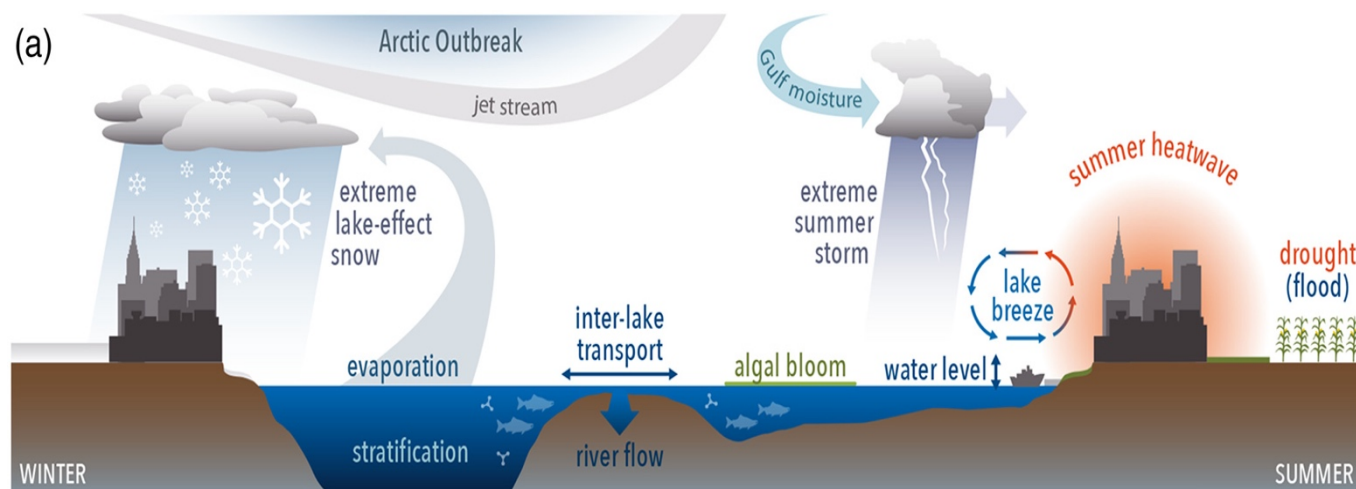 (a)
Arctic Outbreak
jet stream
Gulf moisture
extreme
lake-effect
snow
extreme
summer
storm
summer heatwave
lake
breeze
drought
(flood)
evaporation
inter-lake
transport
algal bloom
water level
stratification
river flow
WINTER
SUMMER